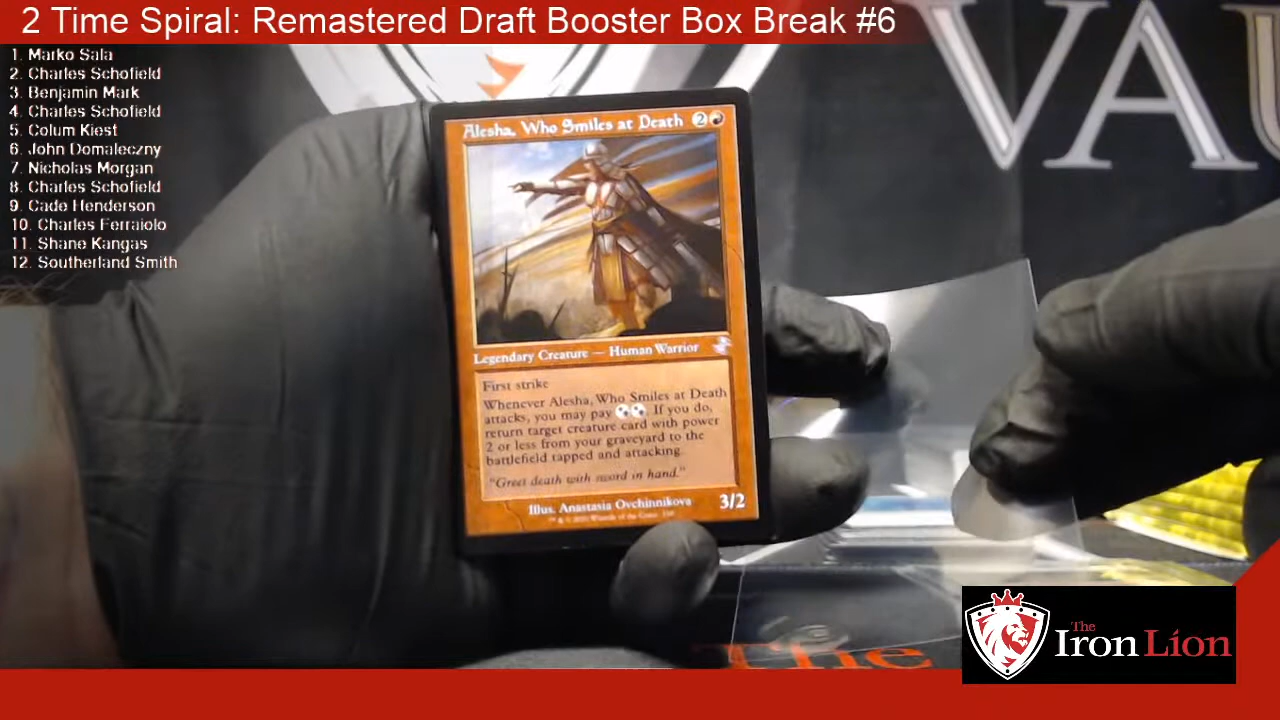 2 Time Spiral: Remastered Draft Booster Box Break #6
1. Marko Sala
2. Charles Schofield
3. Benjamin Mark
4. Charles Schofield
5. Colum Kiest
6. John Domaleczny
7. Nicholas Morgan
8. Charles Schofield
9. Cade Henderson
10. Charles Ferraiolo
11. Shane Kangas
12. Southerland Smith
VAU
Alesha, Who Smiles at Death 2
Legendary Creature — Human Warrior
First strike
Whenever Alesha, Who Smiles at Death
attacks, you may pay . If you do,
return target creature card with power
2 or less from your graveyard to the
battlefield tapped and attacking.
"Greet death with sword in hand."
Illus. Anastasia Ovchinnikova
3/2
The
The
Iron Lion